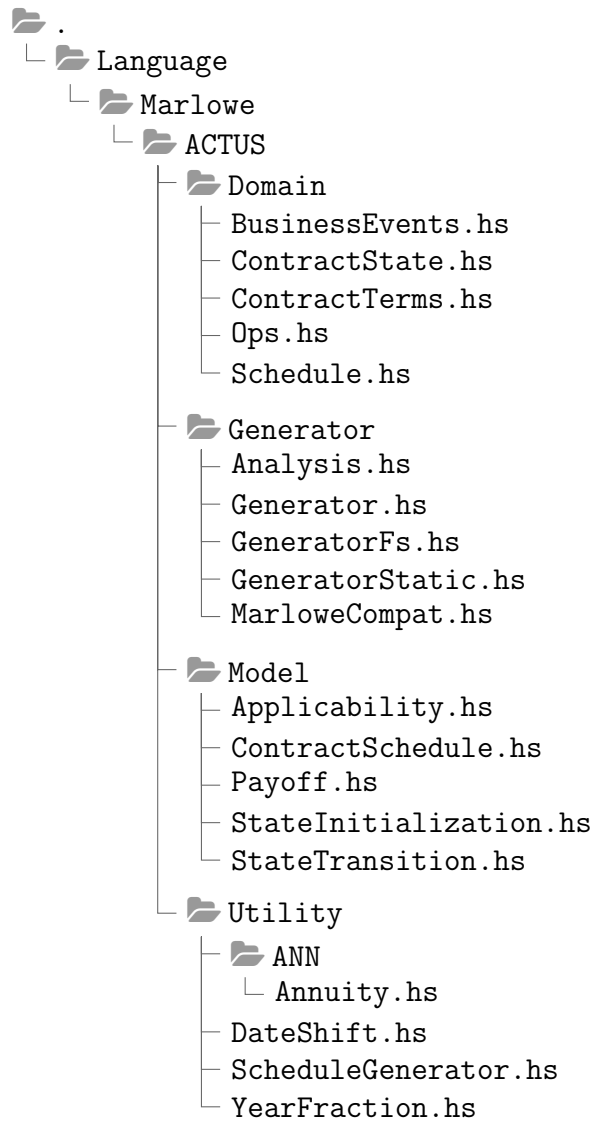 .
Language
Marlowe
ACTUS
Domain
BusinessEvents.hs
ContractState.hs
ContractTerms.hs
Ops.hs
Schedule.hs
Generator
Analysis.hs
Generator.hs
GeneratorFs.hs
GeneratorStatic.hs
MarloweCompat.hs
Model
Applicability.hs
ContractSchedule.hs
Payoff.hs
StateInitialization.hs
StateTransition.hs
Utility
ANN
Annuity.hs
DateShift.hs
ScheduleGenerator.hs
YearFraction.hs